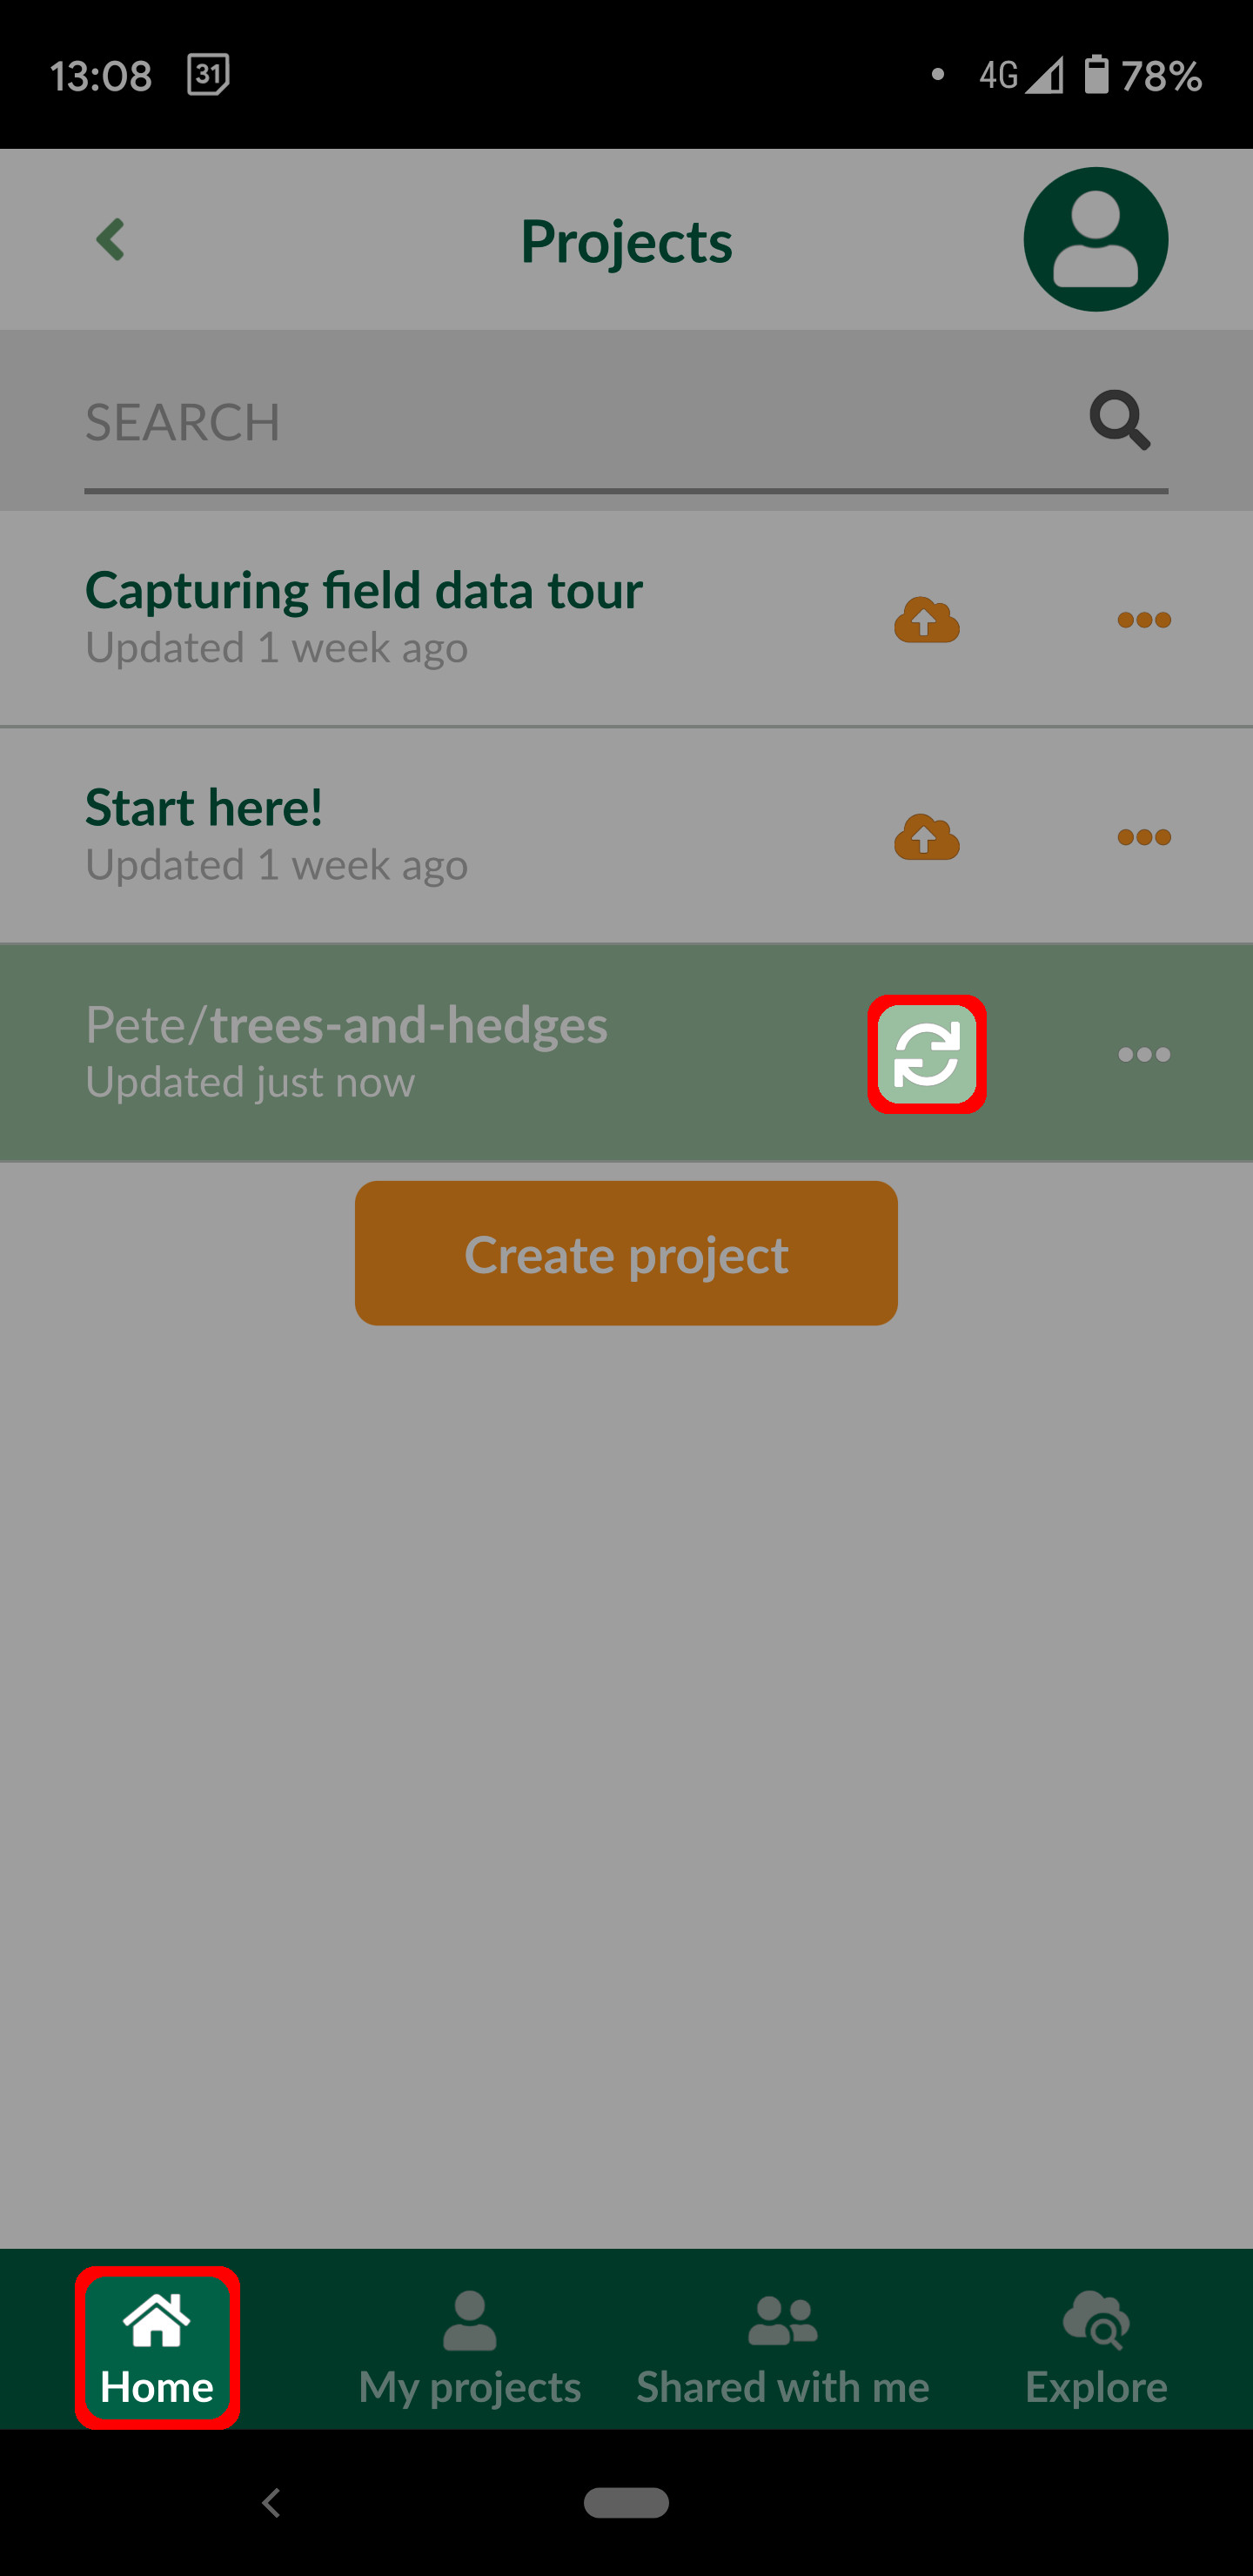 13:08 31 4G 78%
Projects
SEARCH
Capturing field data tour
Updated 1 week ago
Start here!
Updated 1 week ago
Pete/trees-and-hedges
Updated just now
Create project
Home My projects Shared with me Explore